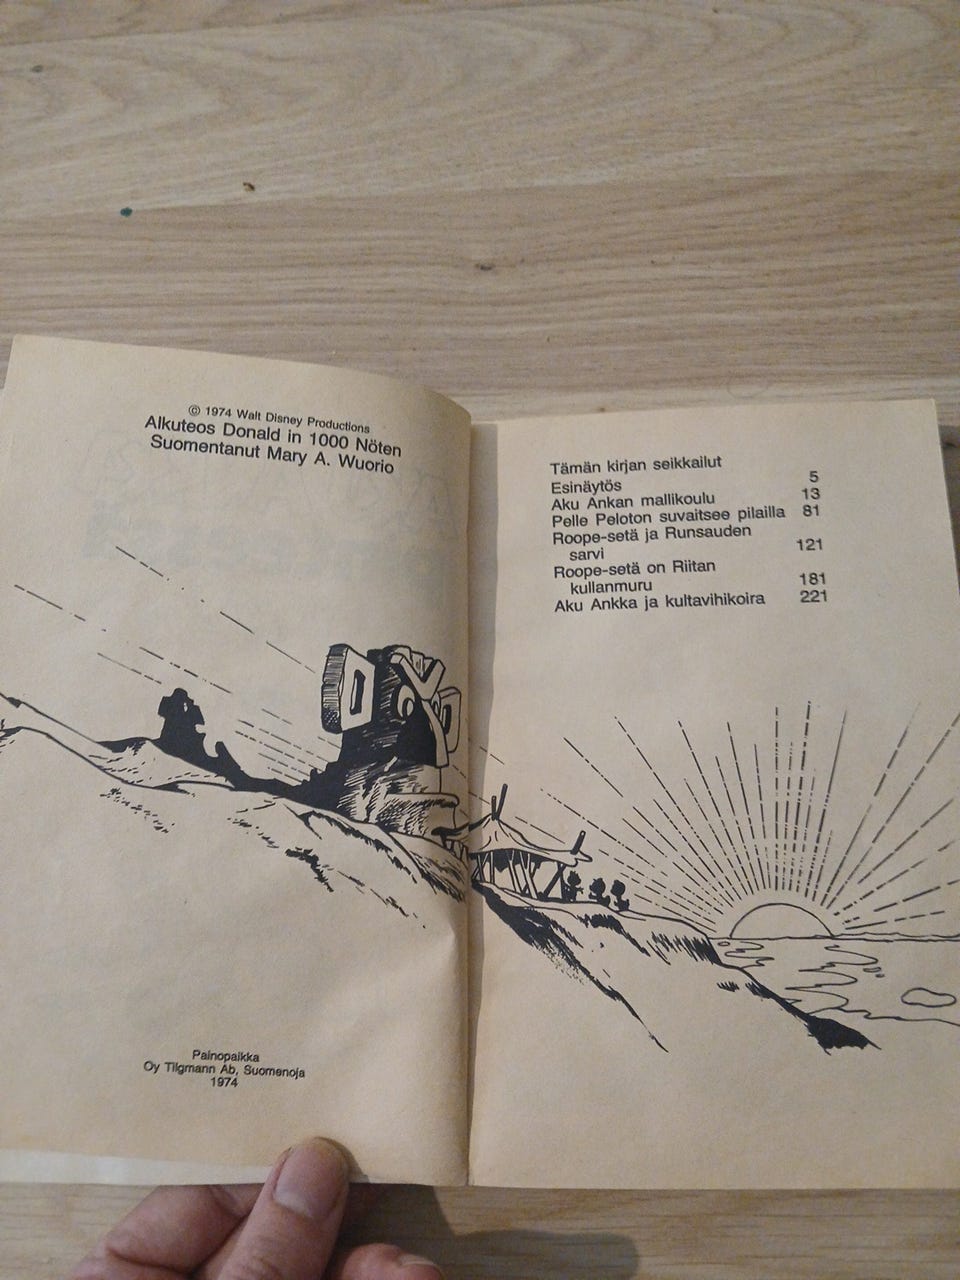 © 1974 Walt Disney Productions
Alkuteos Donald in 1000 Nöten
Suomentanut Mary A. Wuorio
Painopaikka
Oy Tilgmann Ab, Suomenoja
1974
Tämän kirjan seikkailut
Esinäytös 5
Aku Ankan mallikoulu 13
Pelle Peloton suvaitsee pilailla 81
Roope-setä ja Runsauden
sarvi 121
Roope-setä on Riitan
kullanmuru 181
Aku Ankka ja kultavihikoira 221